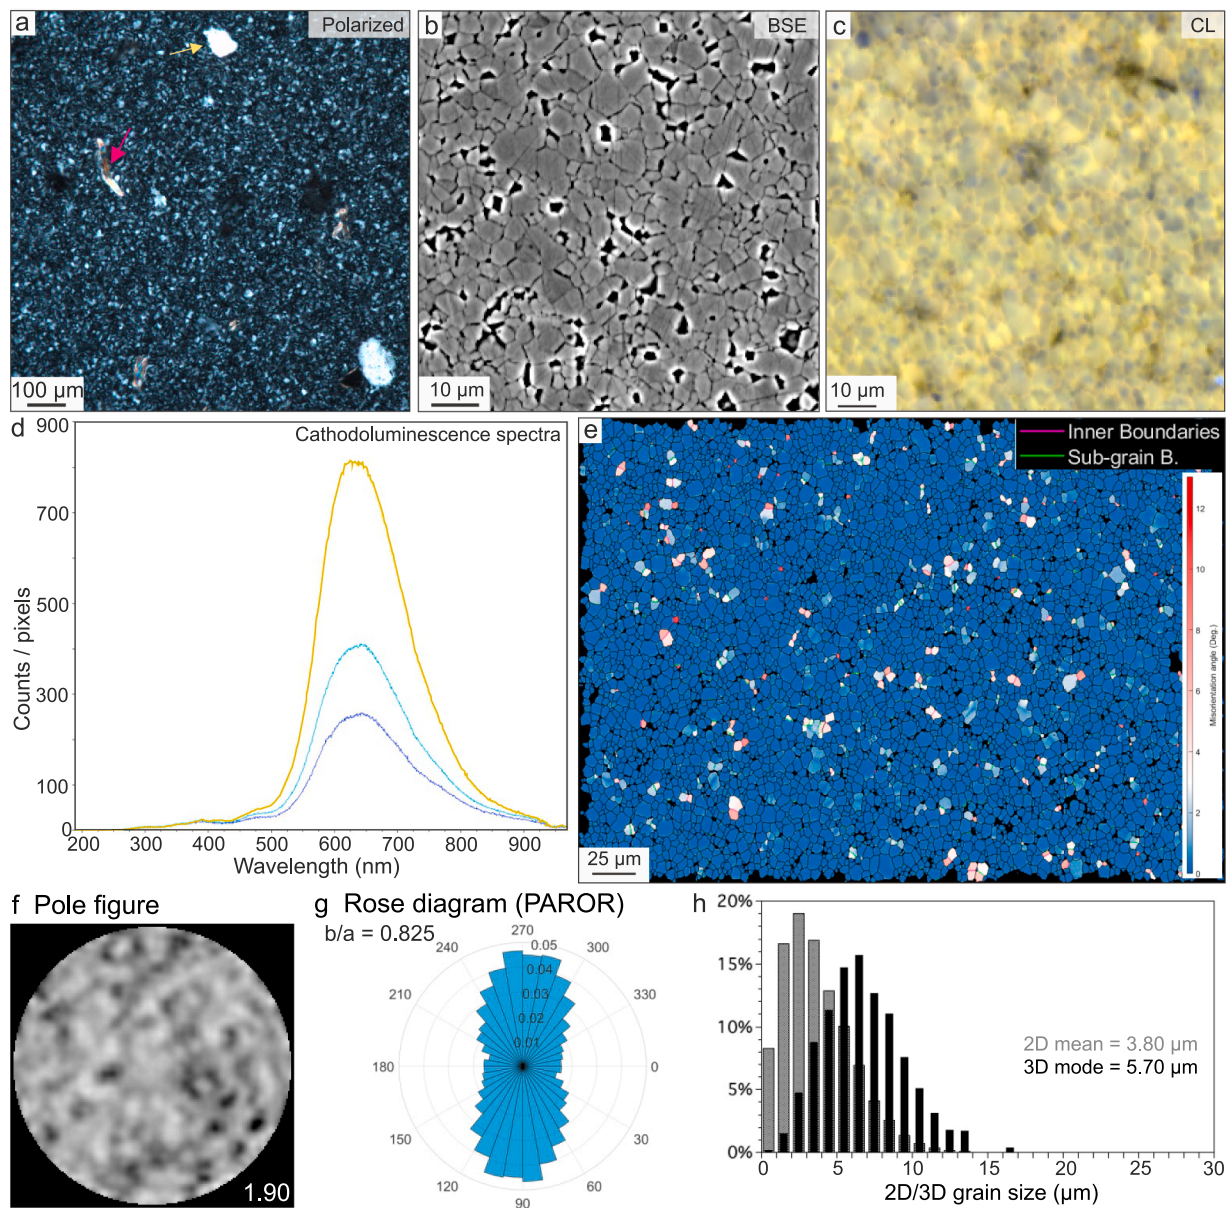 a
Polarized
100 µm
b
BSE
10 µm
c
CL
10 µm
d
Cathodoluminescence spectra
900
700
500
300
100
0
Counts / pixels
200 300 400 500 600 700 800 900
Wavelength (nm)
e
Inner Boundaries
Sub-grain B.
12
10
8
6
4
2
0
Misorientation angle (Deg.)
25 µm
f Pole figure
1.90
g Rose diagram (PAROR)
b/a = 0.825
270
240
300
210
330
180
0
150
30
120
60
90
0.05
0.04
0.03
0.02
0.01
h
20%
15%
10%
5%
0%
2D mean = 3.80 µm
3D mode = 5.70 µm
0 5 10 15 20 25 30
2D/3D grain size (µm)